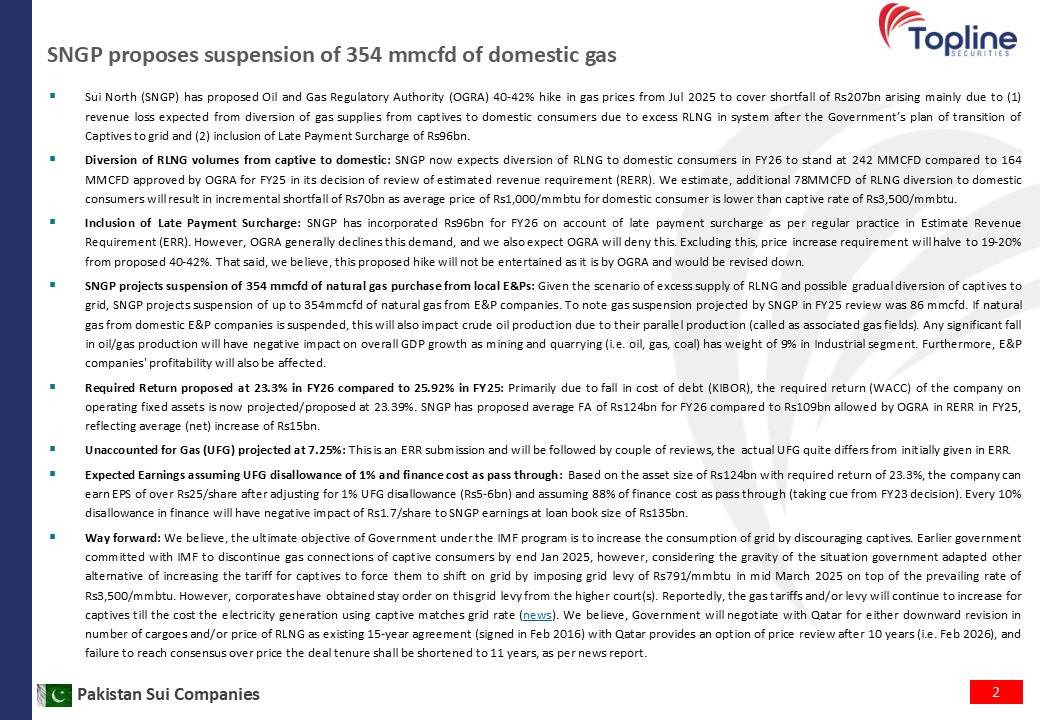 SNGP proposes suspension of 354 mmcfd of domestic gas
Topline
SECURITIES
▪ Sui North (SNGP) has proposed Oil and Gas Regulatory Authority (OGRA) 40-42% hike in gas prices from Jul 2025 to cover shortfall of Rs207bn arising mainly due to (1)
revenue loss expected from diversion of gas supplies from captives to domestic consumers due to excess RLNG in system after the Government's plan of transition of
Captives to grid and (2) inclusion of Late Payment Surcharge of Rs96bn.
▪ Diversion of RLNG volumes from captive to domestic: SNGP now expects diversion of RLNG to domestic consumers in FY26 to stand at 242 MMCFD compared to 164
MMCFD approved by OGRA for FY25 in its decision of review of estimated revenue requirement (RERR). We estimate, additional 78MMCFD of RLNG diversion to domestic
consumers will result in incremental shortfall of Rs70bn as average price of Rs1,000/mmbtu for domestic consumer is lower than captive rate of Rs3,500/mmbtu.
▪ Inclusion of Late Payment Surcharge: SNGP has incorporated Rs96bn for FY26 on account of late payment surcharge as per regular practice in Estimate Revenue
Requirement (ERR). However, OGRA generally declines this demand, and we also expect OGRA will deny this. Excluding this, price increase requirement will halve to 19-20%
from proposed 40-42%. That said, we believe, this proposed hike will not be entertained as it is by OGRA and would be revised down.
▪ SNGP projects suspension of 354 mmcfd of natural gas purchase from local E&Ps: Given the scenario of excess supply of RLNG and possible gradual diversion of captives to
grid, SNGP projects suspension of up to 354mmcfd of natural gas from E&P companies. To note gas suspension projected by SNGP in FY25 review was 86 mmcfd. If natural
gas from domestic E&P companies is suspended, this will also impact crude oil production due to their parallel production (called as associated gas fields). Any significant fall
in oil/gas production will have negative impact on overall GDP growth as mining and quarrying (i.e. oil, gas, coal) has weight of 9% in Industrial segment. Furthermore, E&P
companies' profitability will also be affected.
▪ Required Return proposed at 23.3% in FY26 compared to 25.92% in FY25: Primarily due to fall in cost of debt (KIBOR), the required return (WACC) of the company on
operating fixed assets is now projected/proposed at 23.39%. SNGP has proposed average FA of Rs124bn for FY26 compared to Rs109bn allowed by OGRA in RERR in FY25,
reflecting average (net) increase of Rs15bn.
▪ Unaccounted for Gas (UFG) projected at 7.25%: This is an ERR submission and will be followed by couple of reviews, the actual UFG quite differs from initially given in ERR.
▪ Expected Earnings assuming UFG disallowance of 1% and finance cost as pass through: Based on the asset size of Rs124bn with required return of 23.3%, the company can
earn EPS of over Rs25/share after adjusting for 1% UFG disallowance (Rs5-6bn) and assuming 88% of finance cost as pass through (taking cue from FY23 decision). Every 10%
disallowance in finance will have negative impact of Rs1.7/share to SNGP earnings at loan book size of Rs135bn.
▪ Way forward: We believe, the ultimate objective of Government under the IMF program is to increase the consumption of grid by discouraging captives. Earlier government
committed with IMF to discontinue gas connections of captive consumers by end Jan 2025, however, considering the gravity of the situation government adapted other
alternative of increasing the tariff for captives to force them to shift on grid by imposing grid levy of Rs791/mmbtu in mid March 2025 on top of the prevailing rate of
Rs3,500/mmbtu. However, corporates have obtained stay order on this grid levy from the higher court(s). Reportedly, the gas tariffs and/or levy will continue to increase for
captives till the cost the electricity generation using captive matches grid rate (news). We believe, Government will negotiate with Qatar for either downward revision in
number of cargoes and/or price of RLNG as existing 15-year agreement (signed in Feb 2016) with Qatar provides an option of price review after 10 years (i.e. Feb 2026), and
failure to reach consensus over price the deal tenure shall be shortened to 11 years, as per news report.
Pakistan Sui Companies
2